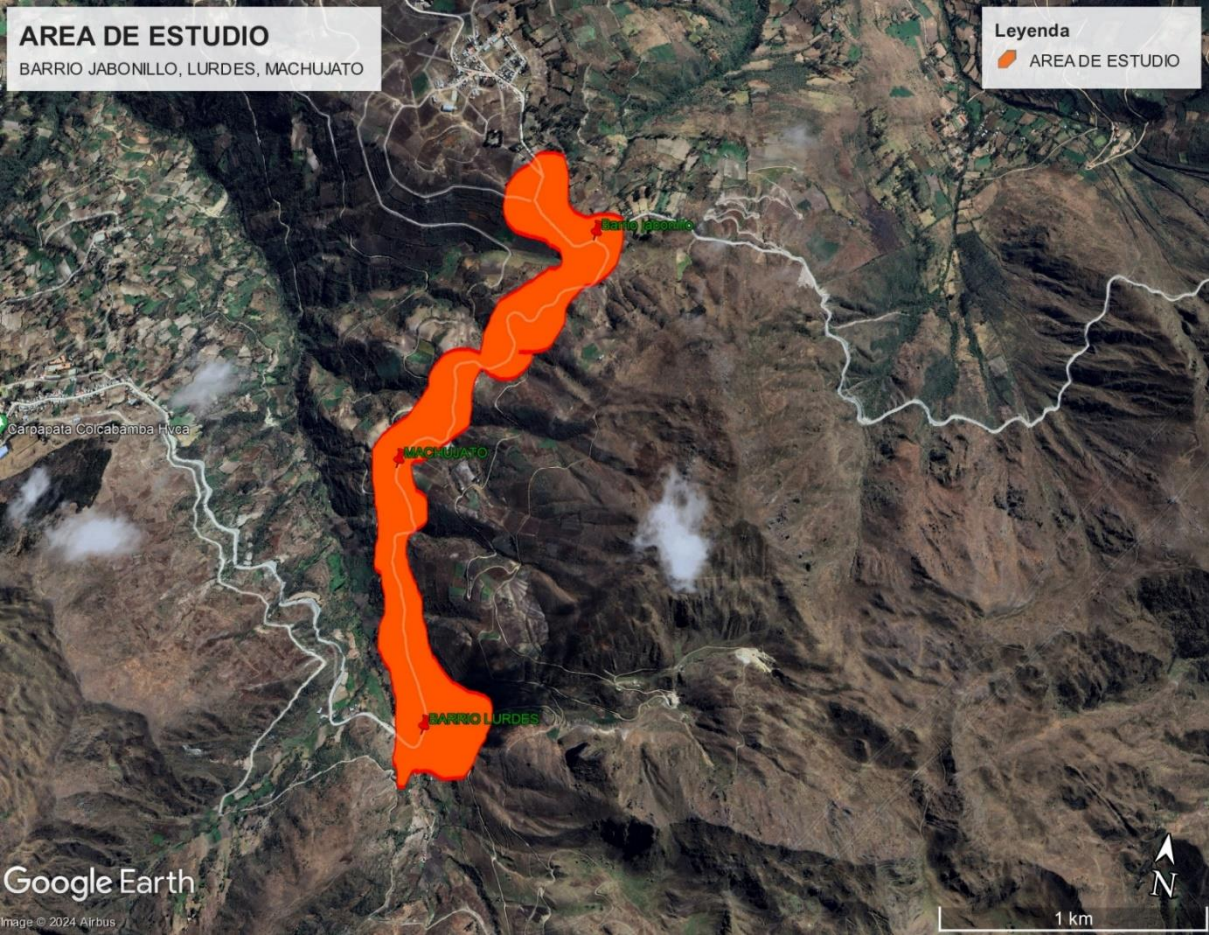 AREA DE ESTUDIO
BARRIO JABONILLO, LURDES, MACHUJATO
Leyenda
AREA DE ESTUDIO
Barrio jabonillo
Carpapata Colcabamba Hvca
MACHUJATO
BARRIO LURDES
Google Earth
Image © 2024 Airbus
N
1 km